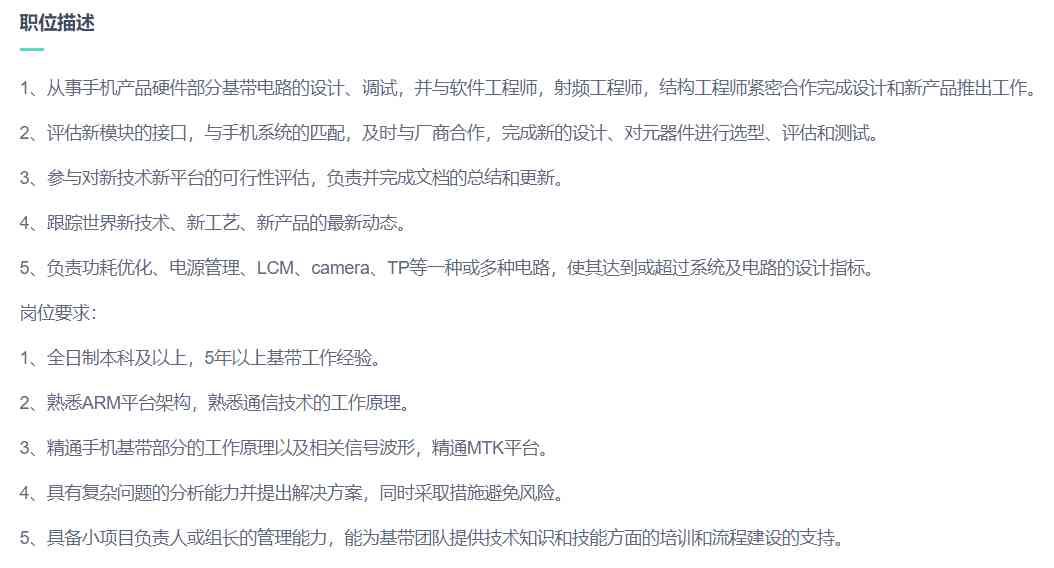 职位描述
1、从事手机产品硬件部分基带电路的设计、调试，并与软件工程师，射频工程师，结构工程师紧密合作完成设计和新产品推出工作。
2、评估新模块的接口，与手机系统的匹配，及时与厂商合作，完成新的设计、对元器件进行选型、评估和测试。
3、参与对新技术新平台的可行性评估，负责并完成文档的总结和更新。
4、跟踪世界新技术、新工艺、新产品的最新动态。
5、负责功耗优化、电源管理、LCM、camera、TP等一种或多种电路，使其达到或超过系统及电路的设计指标。
岗位要求：
1、全日制本科及以上，5年以上基带工作经验。
2、熟悉ARM平台架构，熟悉通信技术的工作原理。
3、精通手机基带部分的工作原理以及相关信号波形，精通MTK平台。
4、具有复杂问题的分析能力并提出解决方案，同时采取措施避免风险。
5、具备小项目负责人或组长的管理能力，能为基带团队提供技术知识和技能方面的培训和流程建设的支持。